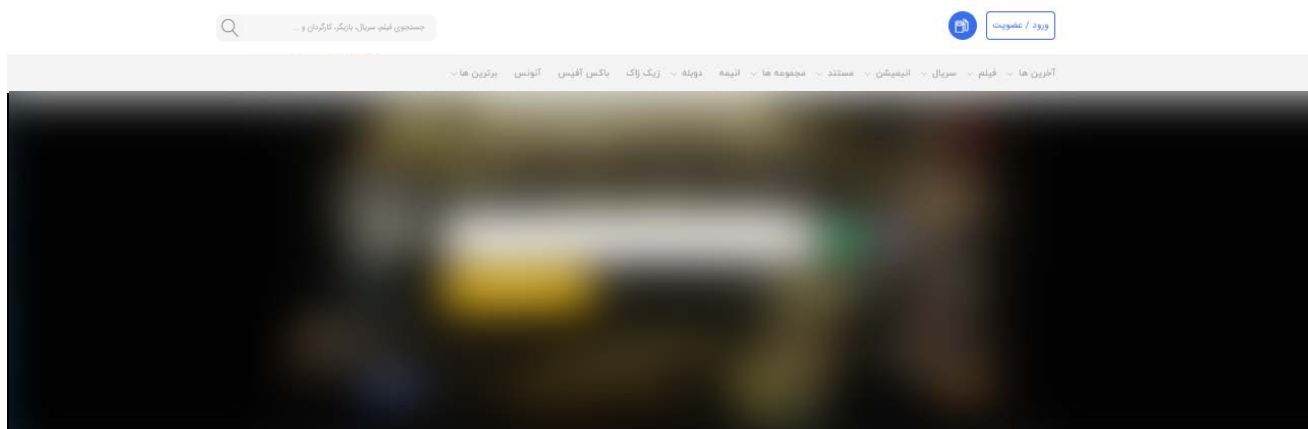 ورود / عضویت
جستجوی فیلم، سریال، بازیگر، کارگردان و ...
آخرین ها فیلم سریال انیمیشن مستند مجموعه ها انیمه دوبله زیک زاک باکس آفیس آنونس برترین ها